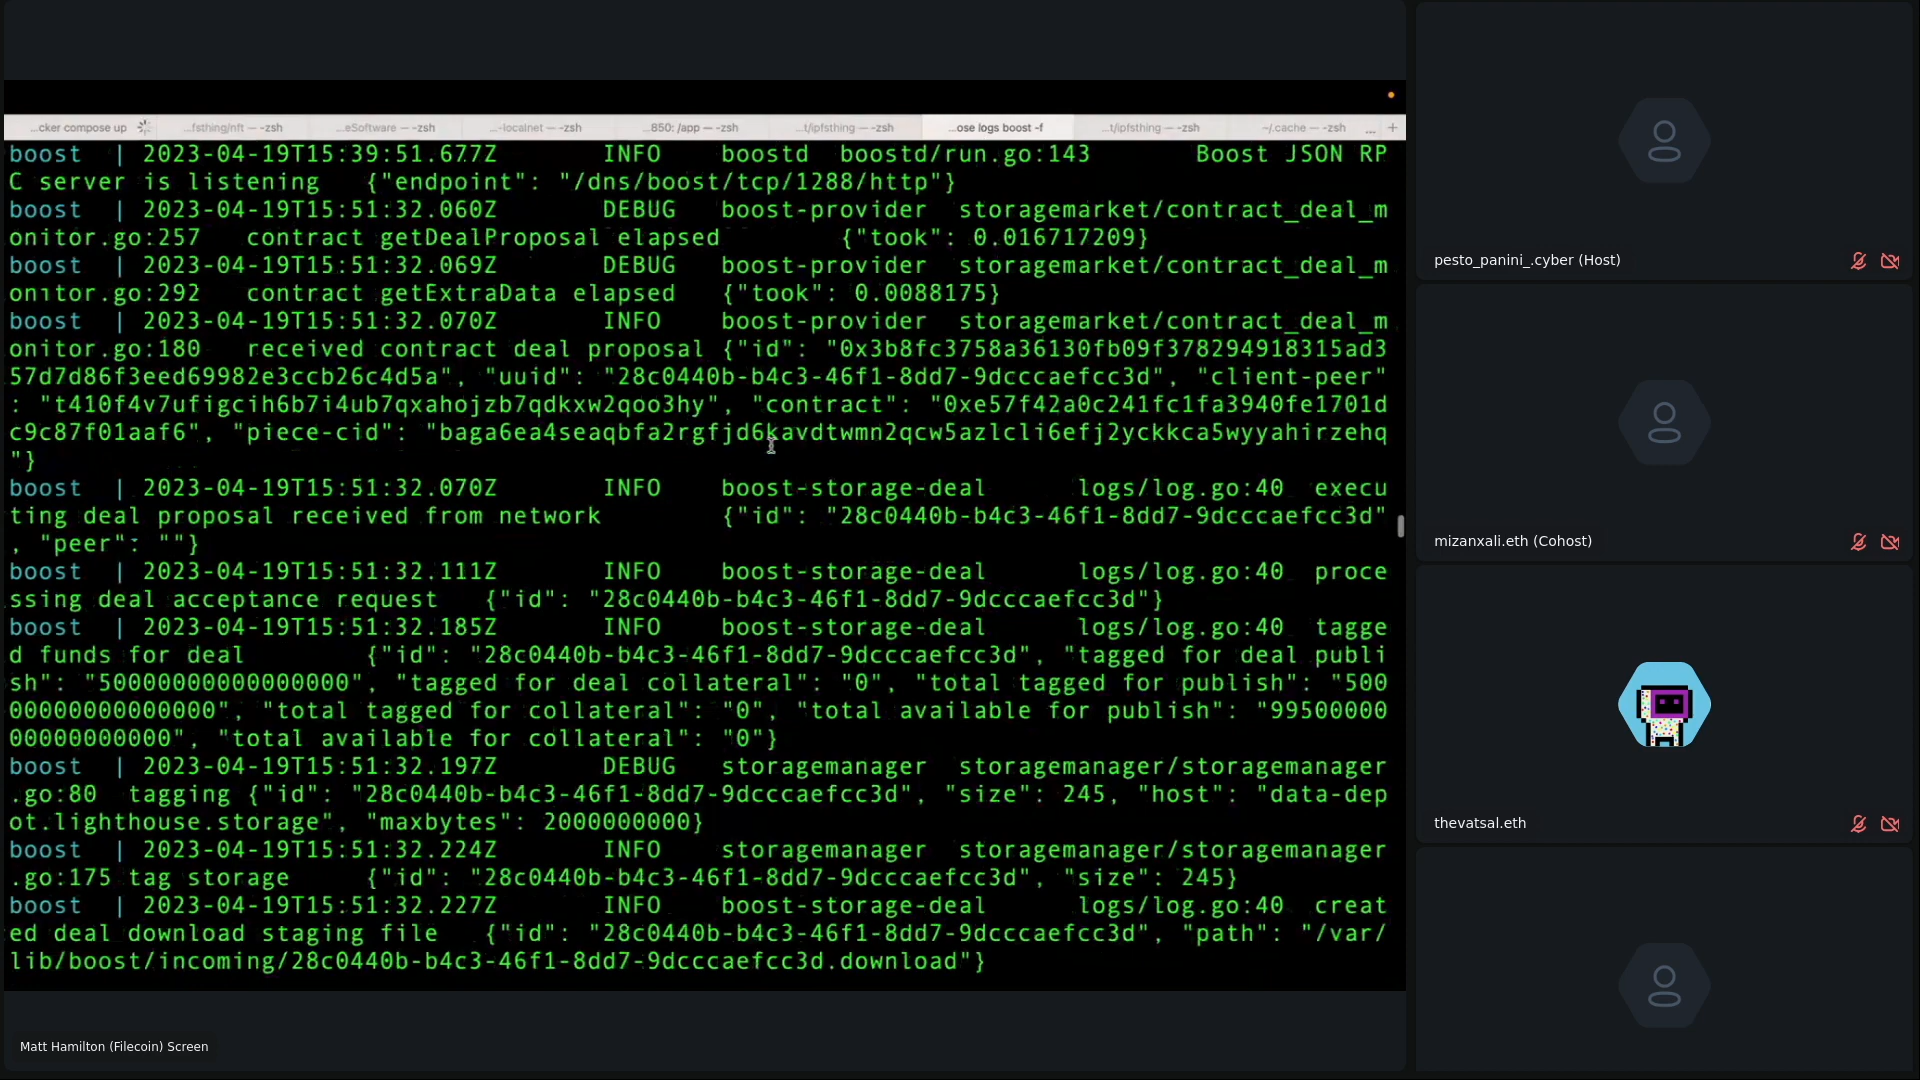 ...cker compose up
...fsthing/nft — -zsh
...eSoftware — -zsh
...-localnet — -zsh
...850: /app — -zsh
...t/ipfsthing — -zsh
...ose logs boost -f
...t/ipfsthing — -zsh
~/.cache — -zsh
... +
boost | 2023-04-19T15:39:51.677Z INFO boostd boostd/run.go:143 Boost JSON RP
C server is listening {"endpoint": "/dns/boost/tcp/1288/http"}
boost | 2023-04-19T15:51:32.060Z DEBUG boost-provider storagemarket/contract_deal_m
onitor.go:257 contract getDealProposal elapsed {"took": 0.016717209}
boost | 2023-04-19T15:51:32.069Z DEBUG boost-provider storagemarket/contract_deal_m
onitor.go:292 contract getExtraData elapsed {"took": 0.0088175}
boost | 2023-04-19T15:51:32.070Z INFO boost-provider storagemarket/contract_deal_m
onitor.go:180 received contract deal proposal {"id": "0x3b8fc3758a36130fb09f378294918315ad3
57d7d86f3eed69982e3ccb26c4d5a", "uuid": "28c0440b-b4c3-46f1-8dd7-9dcccaefcc3d", "client-peer"
: "t410f4v7ufigcih6b7i4ub7qxahojzb7qdkxw2qoo3hy", "contract": "0xe57f42a0c241fc1fa3940fe1701d
c9c87f01aaf6", "piece-cid": "baga6ea4seaqbfa2rgfjd6kavdtwmn2qcw5azlcli6efj2yckkca5wyyahirzehq
"}
boost | 2023-04-19T15:51:32.070Z INFO boost-storage-deal logs/log.go:40 execu
ting deal proposal received from network {"id": "28c0440b-b4c3-46f1-8dd7-9dcccaefcc3d"
, "peer": ""}
boost | 2023-04-19T15:51:32.111Z INFO boost-storage-deal logs/log.go:40 proce
ssing deal acceptance request {"id": "28c0440b-b4c3-46f1-8dd7-9dcccaefcc3d"}
boost | 2023-04-19T15:51:32.185Z INFO boost-storage-deal logs/log.go:40 tagge
d funds for deal {"id": "28c0440b-b4c3-46f1-8dd7-9dcccaefcc3d", "tagged for deal publi
sh": "50000000000000000", "tagged for deal collateral": "0", "total tagged for publish": "500
00000000000000", "total tagged for collateral": "0", "total available for publish": "99500000
00000000000", "total available for collateral": "0"}
boost | 2023-04-19T15:51:32.197Z DEBUG storagemanager storagemanager/storagemanager
.go:80 tagging {"id": "28c0440b-b4c3-46f1-8dd7-9dcccaefcc3d", "size": 245, "host": "data-dep
ot.lighthouse.storage", "maxbytes": 2000000000}
boost | 2023-04-19T15:51:32.224Z INFO storagemanager storagemanager/storagemanager
.go:175 tag storage {"id": "28c0440b-b4c3-46f1-8dd7-9dcccaefcc3d", "size": 245}
boost | 2023-04-19T15:51:32.227Z INFO boost-storage-deal logs/log.go:40 creat
ed deal download staging file {"id": "28c0440b-b4c3-46f1-8dd7-9dcccaefcc3d", "path": "/var/
lib/boost/incoming/28c0440b-b4c3-46f1-8dd7-9dcccaefcc3d.download"}
Matt Hamilton (Filecoin) Screen
pesto_panini_.cyber (Host)
mizanxali.eth (Cohost)
thevatsal.eth